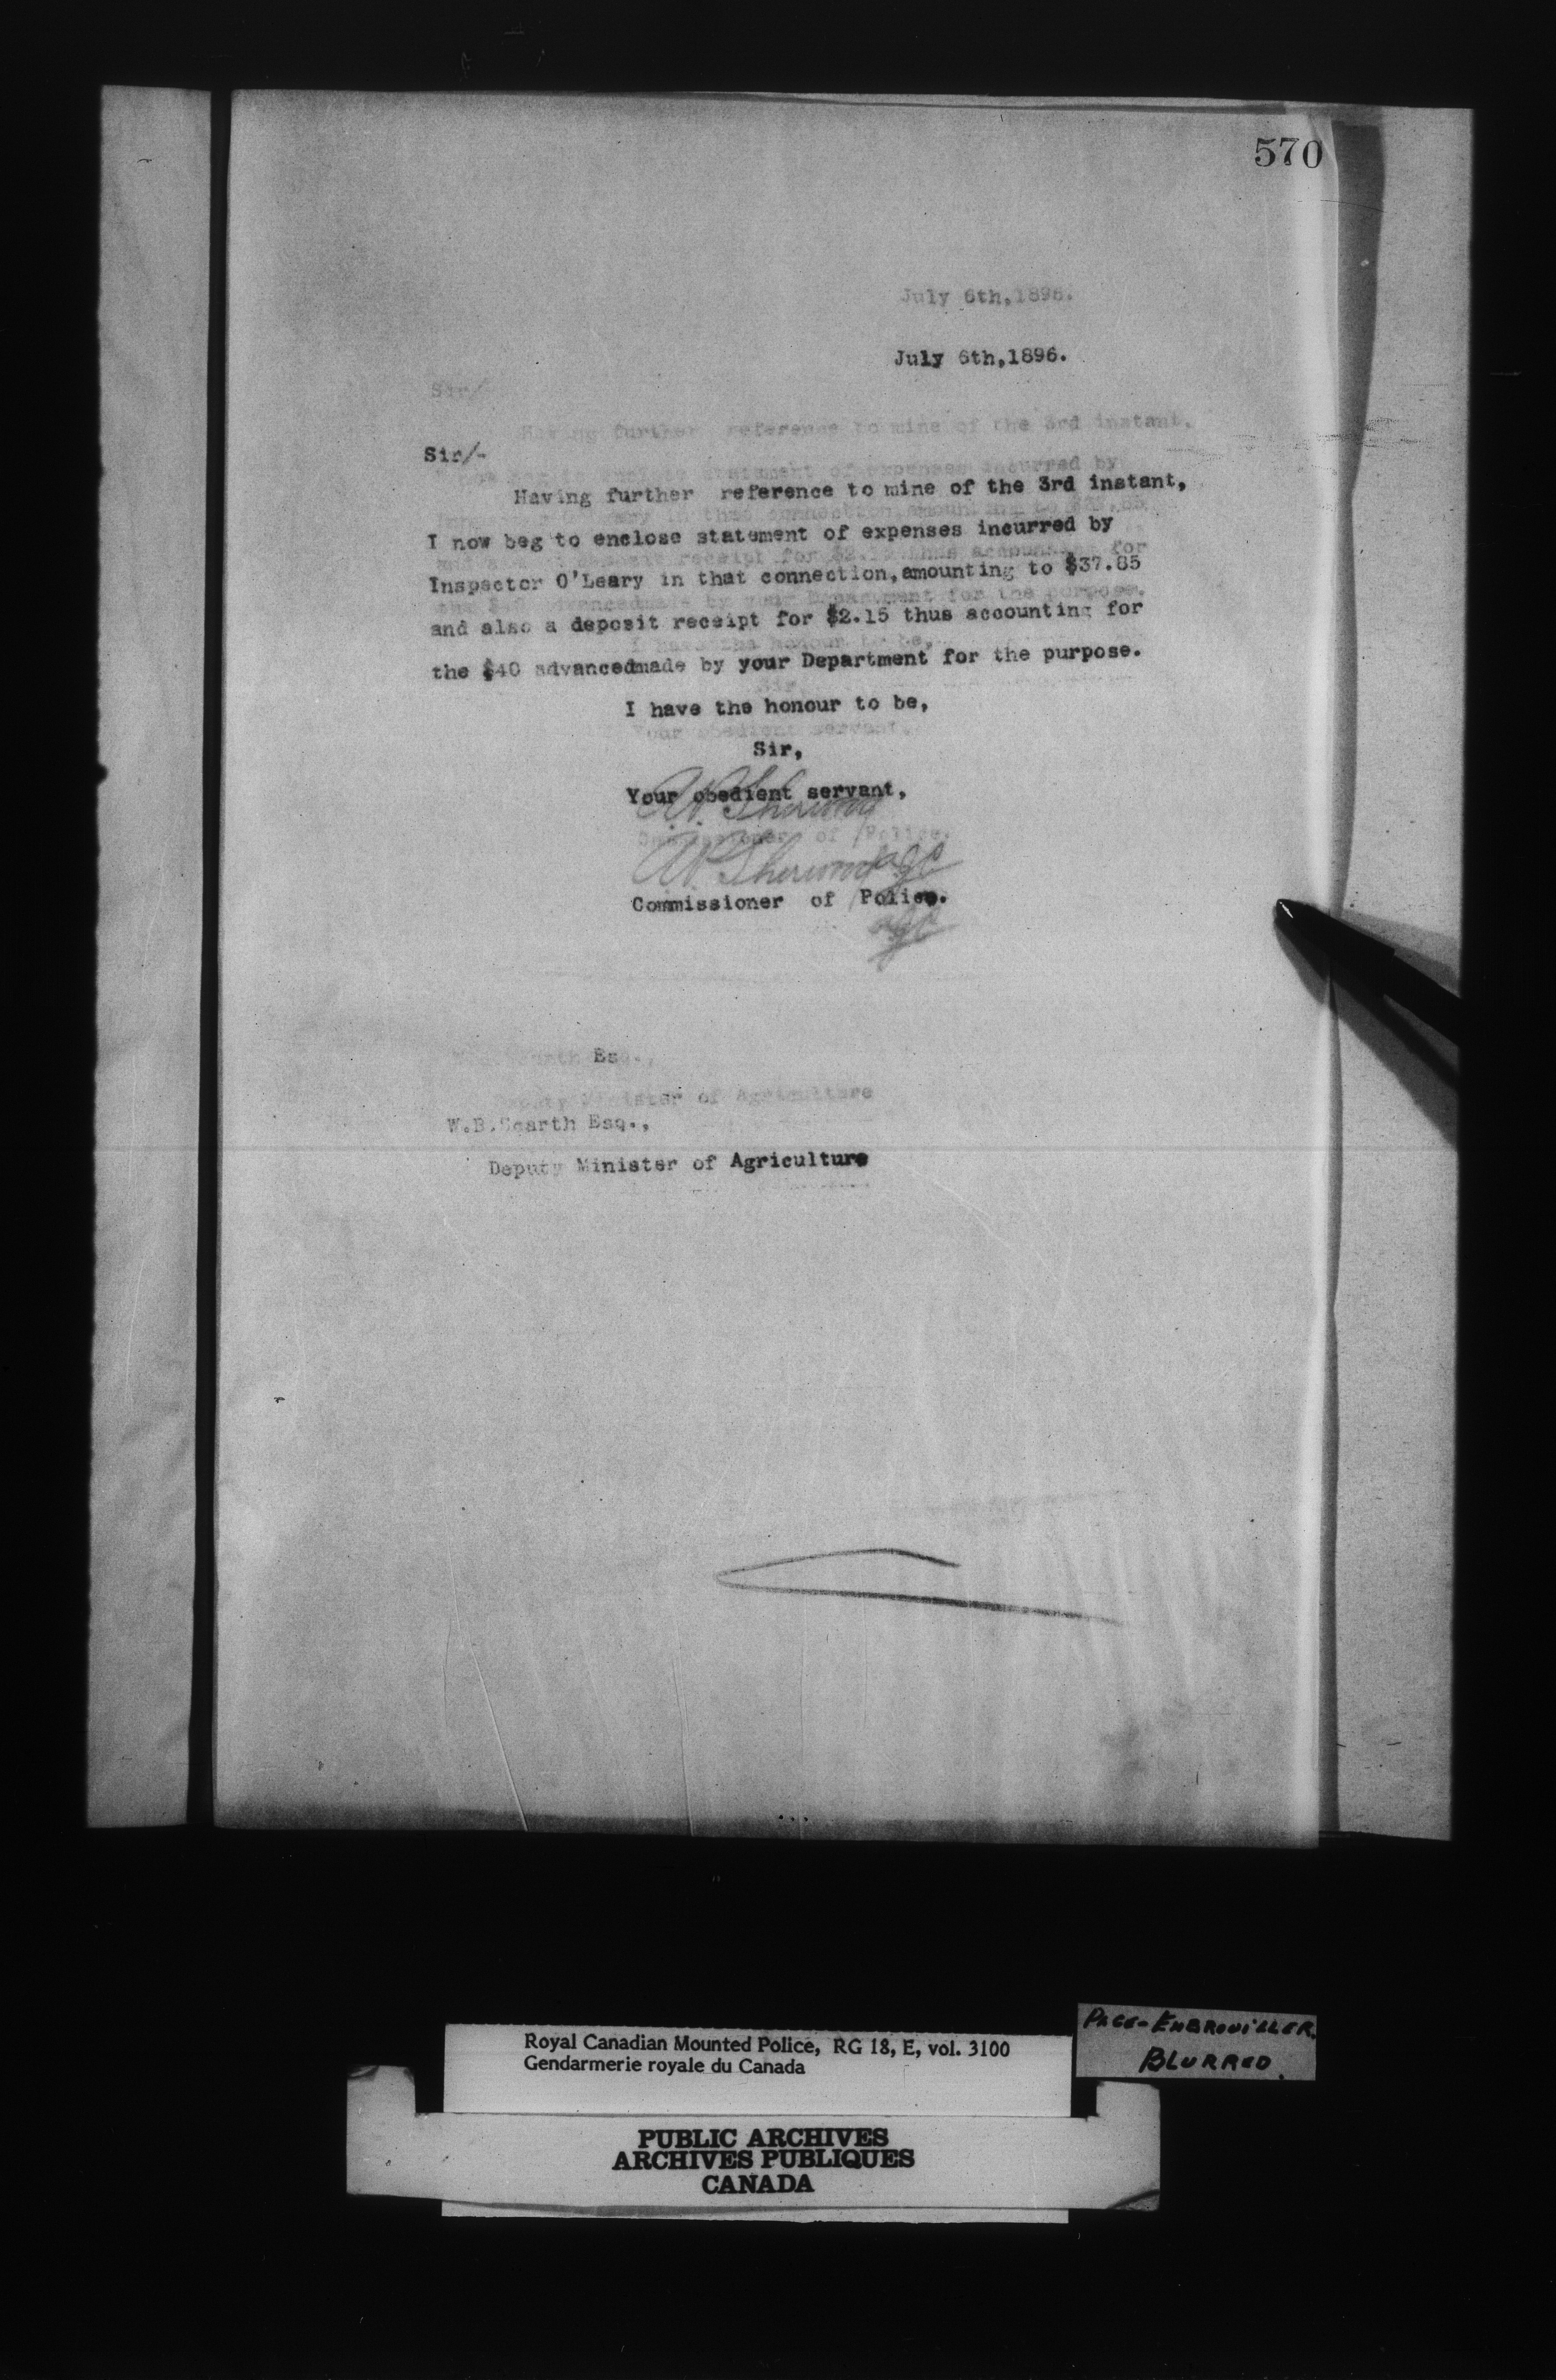 570
July 6th,1896.
Sir/-
Having further reference to mine of the 3rd instant,
I now beg to enclose statement of expenses incurred by
Inspector O'Leary in that connection,amounting to $37.85
and also a deposit receipt for $2.15 thus accounting for
the $40 advancedmade by your Department for the purpose.
I have the honour to be,
Sir,
Your obedient servant,
A.P. Sherwood
Commissioner of Police.
W.B.Scarth Esq.,
Deputy Minister of Agriculture
Royal Canadian Mounted Police, RG 18, E, vol. 3100
Gendarmerie royale du Canada
PAGE-EMBROUILLER.
BLURRED.
PUBLIC ARCHIVES
ARCHIVES PUBLIQUES
CANADA